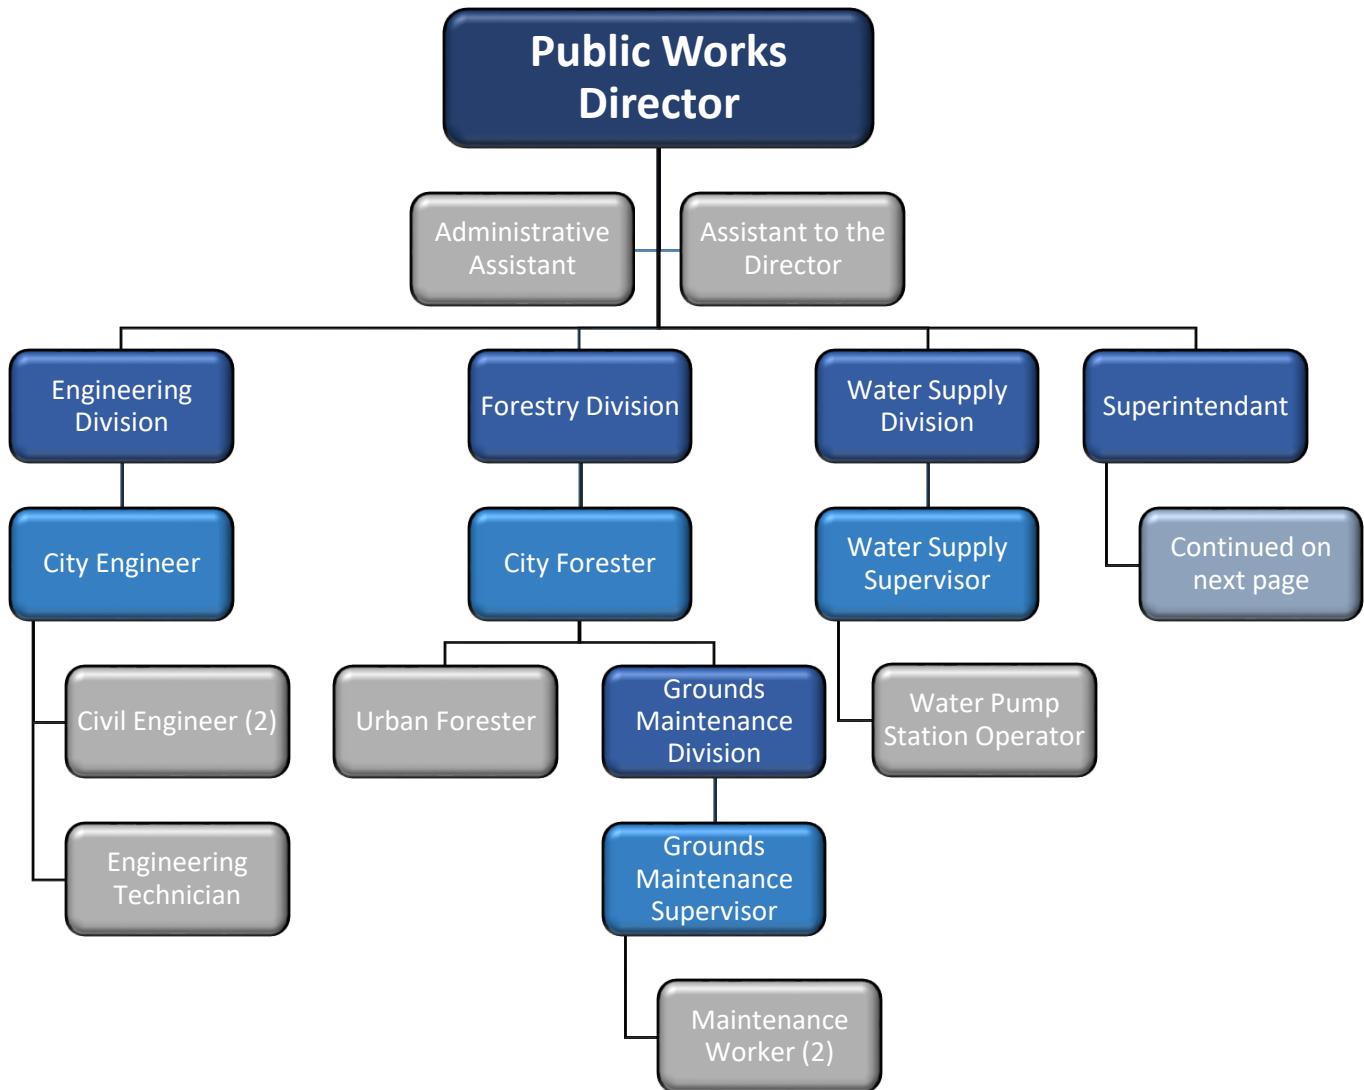 Public Works
Director
Administrative
Assistant
Assistant to the
Director
Engineering
Division
Forestry Division
Water Supply
Division
Superintendant
City Engineer
City Forester
Water Supply
Supervisor
Continued on
next page
Civil Engineer (2)
Urban Forester
Grounds
Maintenance
Division
Water Pump
Station Operator
Engineering
Technician
Grounds
Maintenance
Supervisor
Maintenance
Worker (2)